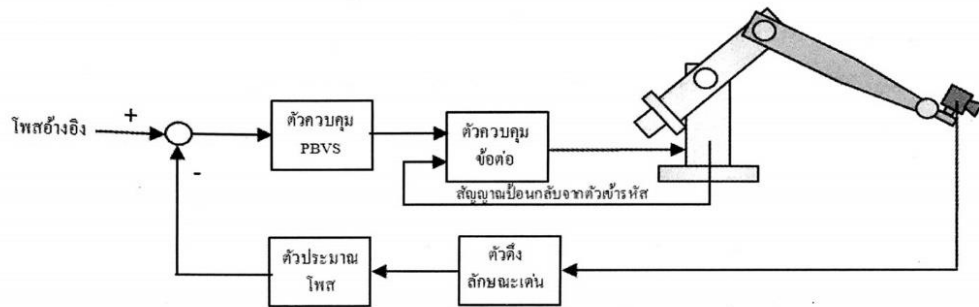 โพสอ้างอิง
+
-
ตัวควบคุม
PBVS
ตัวควบคุม
ข้อต่อ
สัญญาณป้อนกลับจากตัวเข้ารหัส
ตัวประมาณ
โพส
ตัวดึง
ลักษณะเด่น